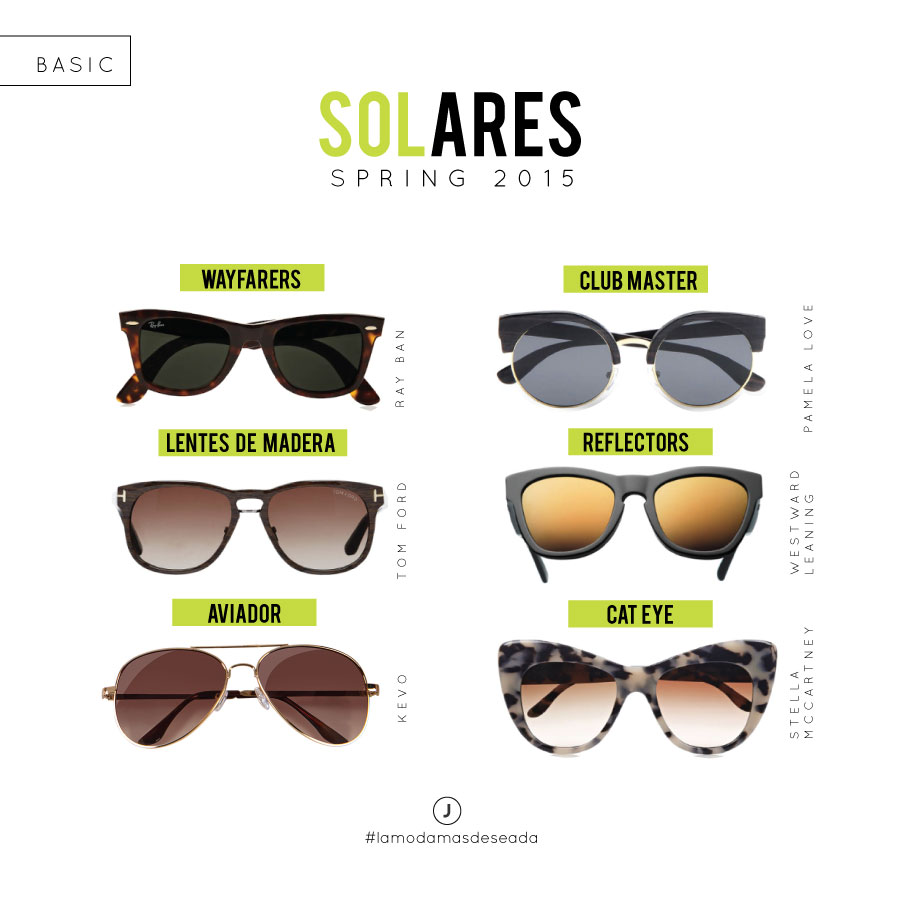 BASIC
SOLARES
SPRING 2015
WAYFARERS
Ray-Ban
RAY BAN
CLUB MASTER
PAMELA LOVE
LENTES DE MADERA
TOM FORD
TOM FORD
REFLECTORS
WESTWARD
LEANING
AVIADOR
KEVO
CAT EYE
STELLA
MCCARTNEY
J
#lamodamasdeseada